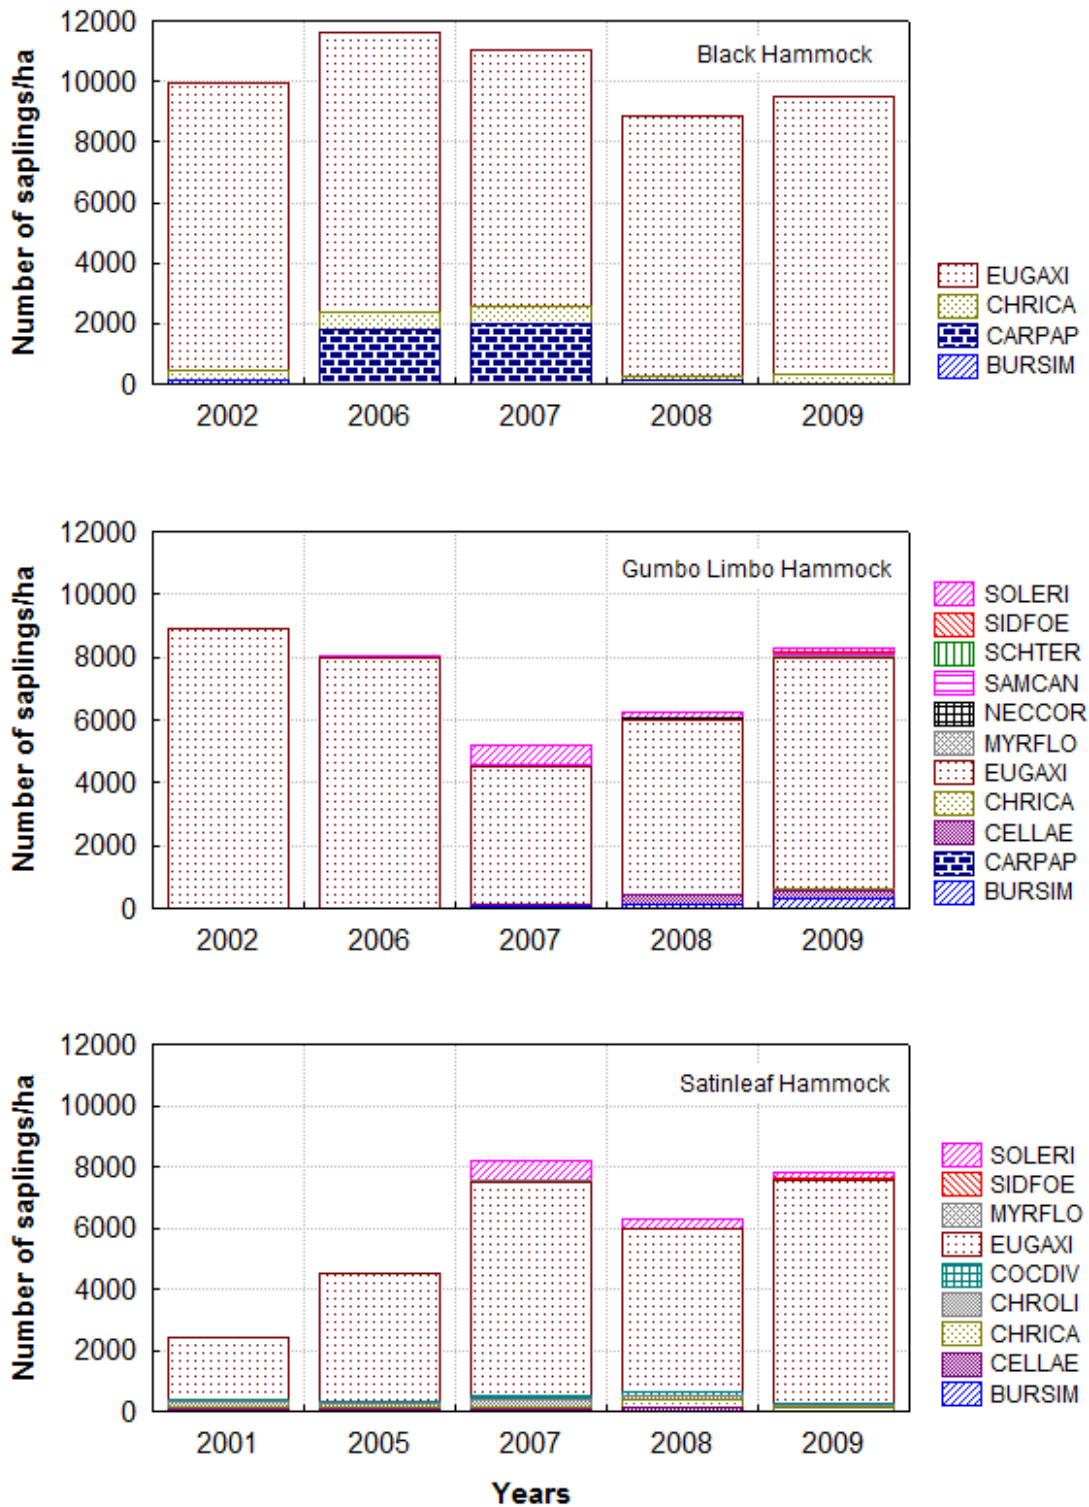 Number of saplings/ha
12000
10000
8000
6000
4000
2000
0
Black Hammock
2002 2006 2007 2008 2009
EUGAXI
CHRICA
CARPAP
BURSIM
Number of saplings/ha
12000
10000
8000
6000
4000
2000
0
Gumbo Limbo Hammock
2002 2006 2007 2008 2009
SOLERI
SIDFOE
SCHTER
SAMCAN
NECCOR
MYRFLO
EUGAXI
CHRICA
CELLAE
CARPAP
BURSIM
Number of saplings/ha
12000
10000
8000
6000
4000
2000
0
Satinleaf Hammock
2001 2005 2007 2008 2009
SOLERI
SIDFOE
MYRFLO
EUGAXI
COCDIV
CHROLI
CHRICA
CELLAE
BURSIM
Years